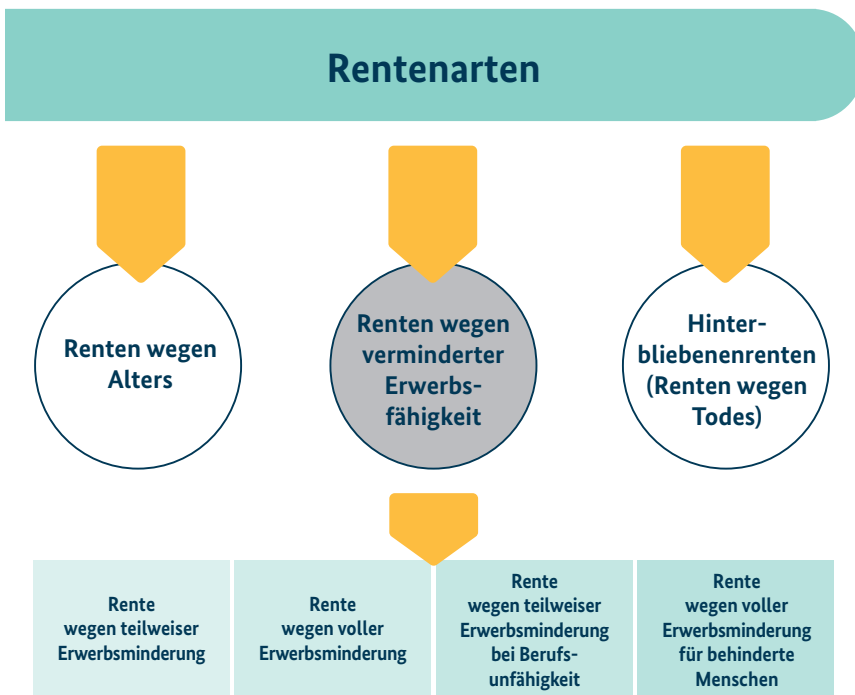 Rentenarten
Renten wegen
Alters
Renten wegen
verminderter
Erwerbs-
fähigkeit
Hinter-
bliebenenrenten
(Renten wegen
Todes)
Rente
wegen teilweiser
Erwerbsminderung
Rente
wegen voller
Erwerbsminderung
Rente
wegen teilweiser
Erwerbsminderung
bei Berufs-
unfähigkeit
Rente
wegen voller
Erwerbsminderung
für behinderte
Menschen